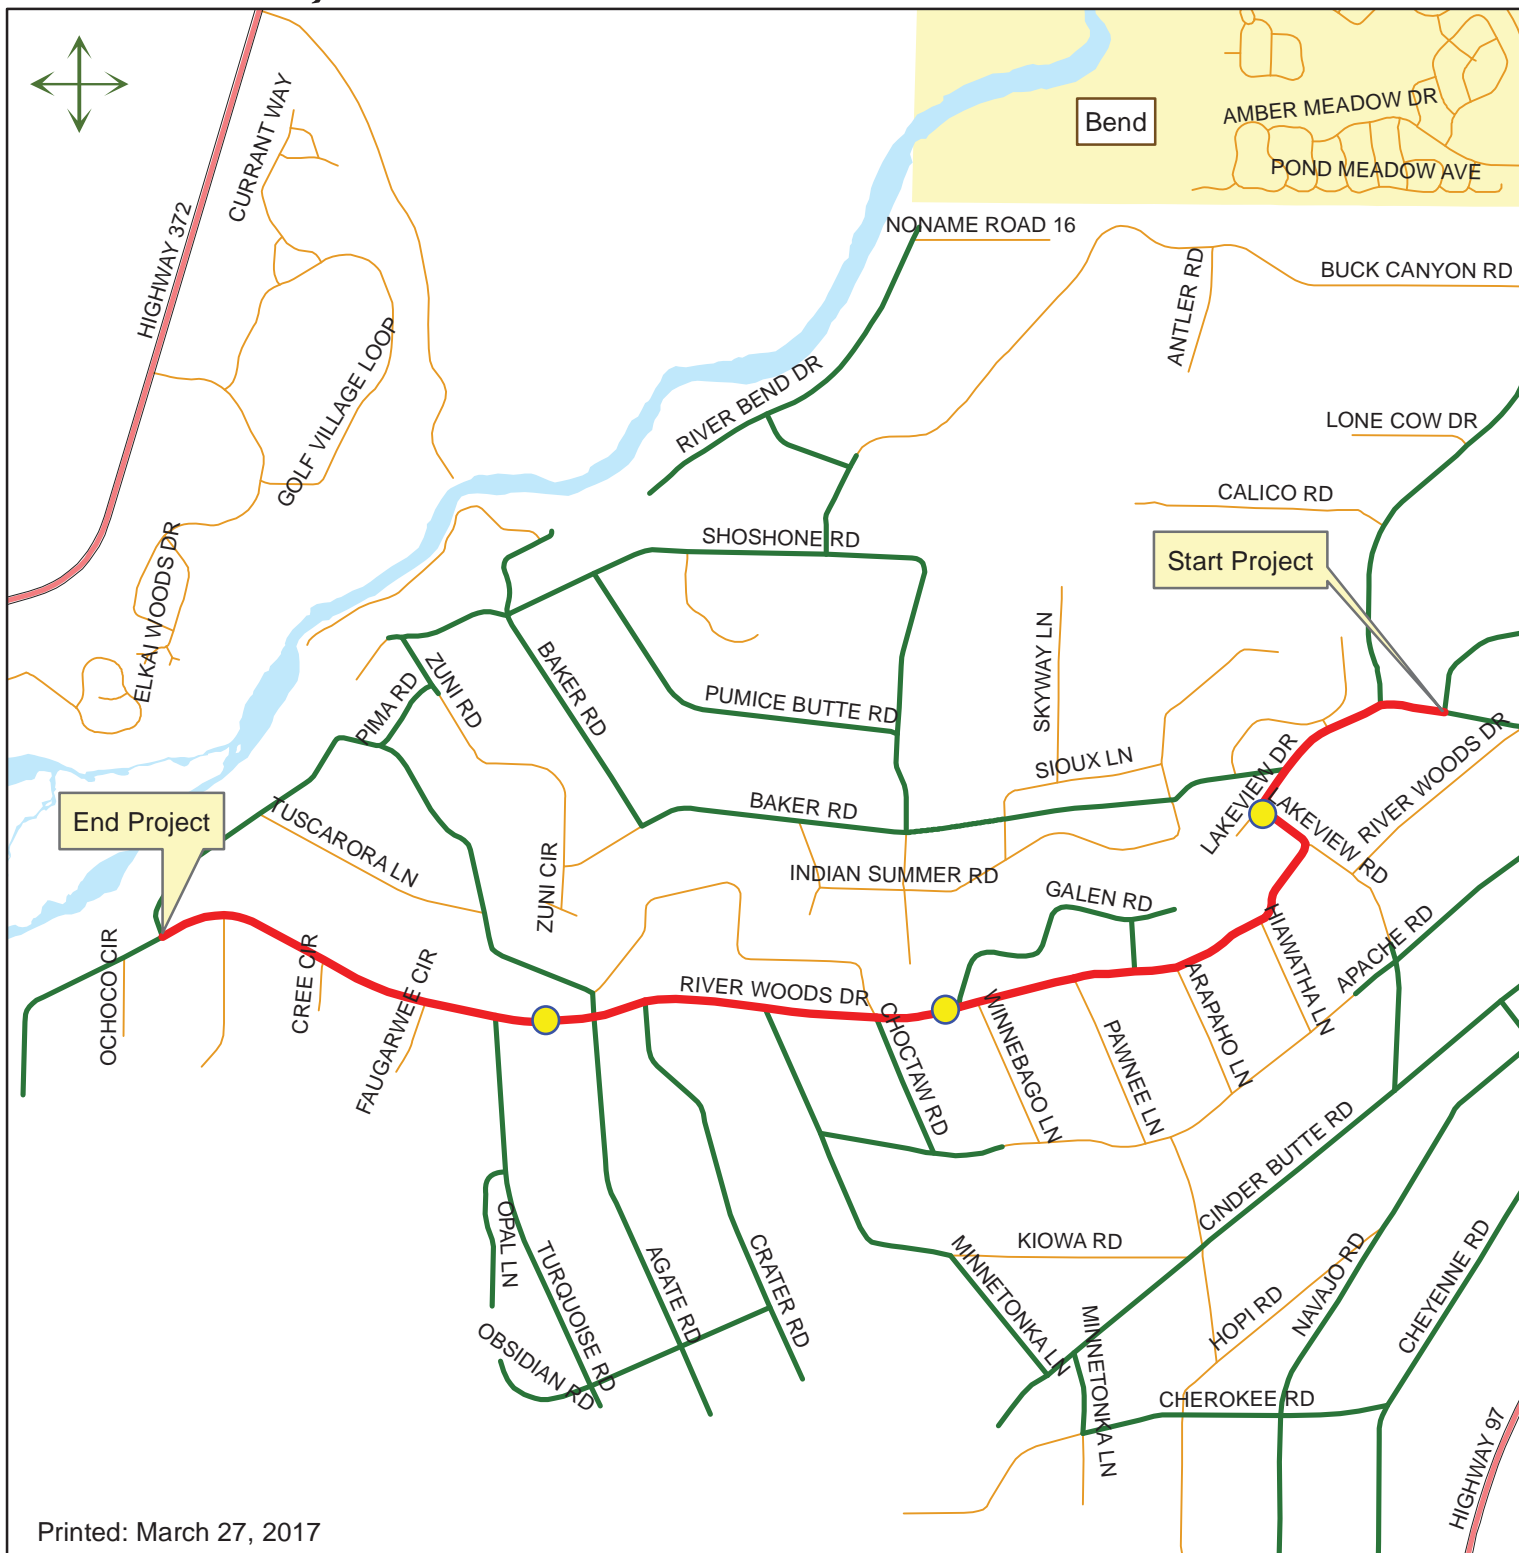 CURRANT WAY
AMBER MEADOW DR
Bend
POND MEADOW AVE
HIGHWAY 372
NONAME ROAD 16
BUCK CANYON RD
ANTLER RD
GOLF VILLAGE LOOP
RIVER BEND DR
LONE COW DR
CALICO RD
SHOSHONE RD
Start Project
ELKAI WOODS DR
ZUNI RD
BAKER RD
PIMA RD
PUMICE BUTTE RD
SKYWAY LN
SIOUX LN
LAKEVIEW DR
RIVER WOODS DR
End Project
TUSCARORA LN
BAKER RD
LAKEVIEW RD
ZUNI CIR
INDIAN SUMMER RD
GALEN RD
HIAWATHA LN
APACHE RD
OCHOCO CIR
CREE CIR
FAUGARWEE CIR
RIVER WOODS DR
CHOCTAW RD
WINNEBAGO LN
PAWNEE LN
ARAPAHO LN
CINDER BUTTE RD
OPAL LN
TURQUOISE RD
AGATE RD
CRATER RD
MINNETONKA LN
KIOWA RD
HOPI RD
NAVAJO RD
CHEYENNE RD
OBSIDIAN RD
MINNETONKA LN
CHEROKEE RD
HIGHWAY 97
Printed: March 27, 2017